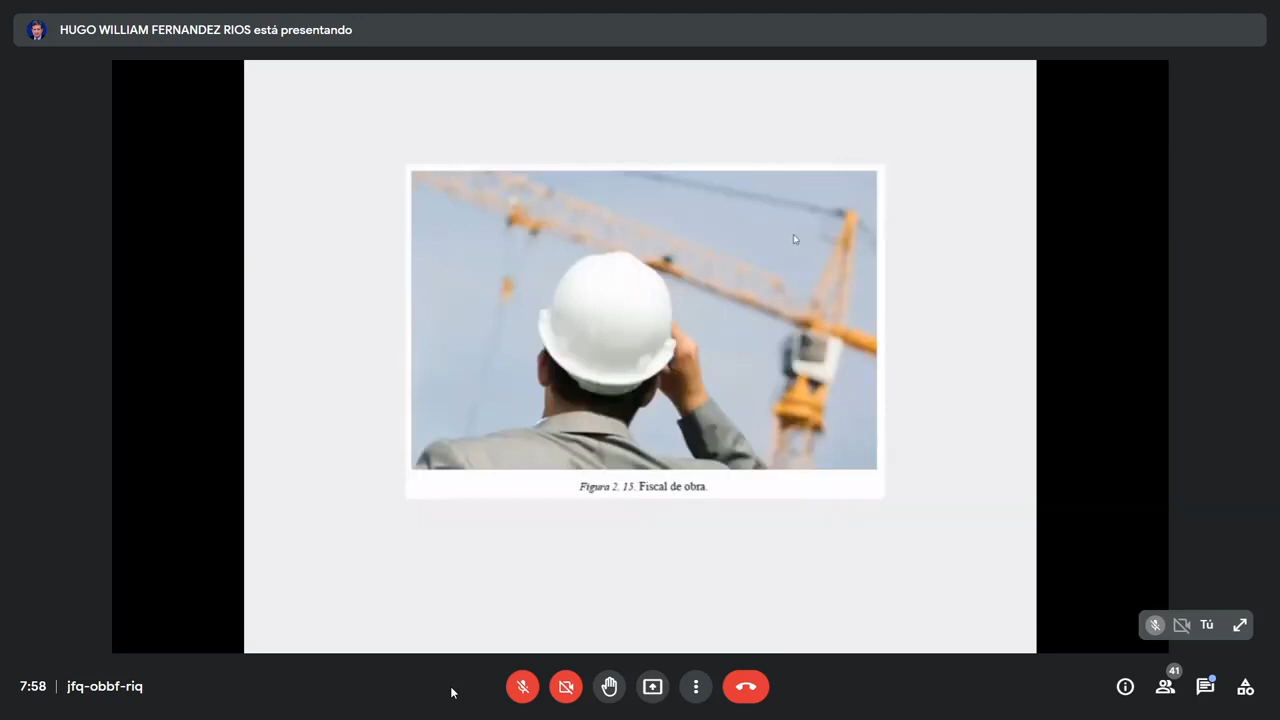 HUGO WILLIAM FERNANDEZ RIOS está presentando
Figura 2. 15. Fiscal de obra.
Tú
7:58 | jfq-obbf-riq
41